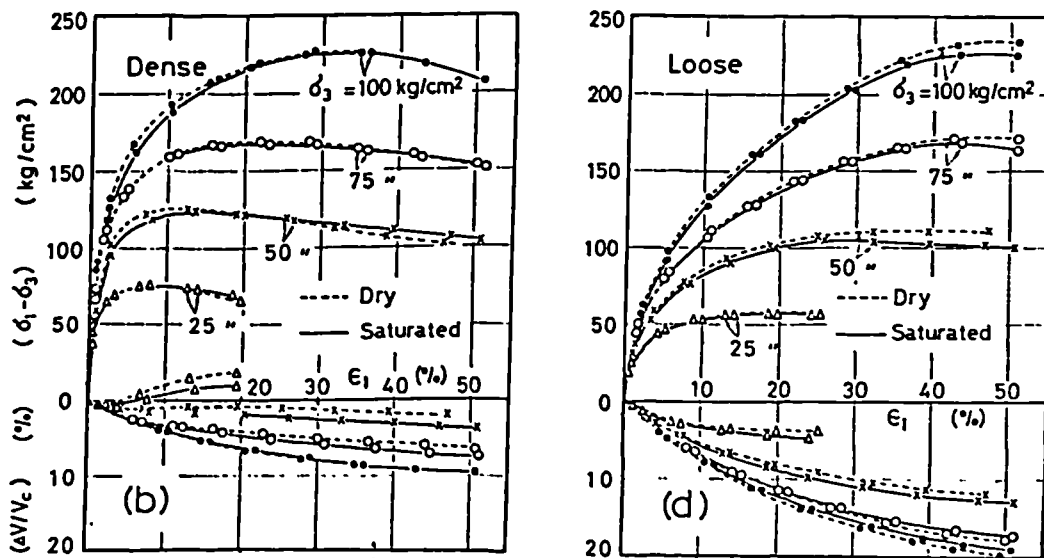 250
Dense
σ3 = 100 kg/cm2
200
150
75 〃
100
50 〃
50
25 〃
Dry
Saturated
(σ1-σ3) (kg/cm2)
0
20
30
ϵ1 (%)
40
50
10
20
(ΔV/Vc) (%)
(b)
250
Loose
200
σ3 = 100 kg/cm2
150
75 〃
100
50 〃
50
25 〃
Dry
Saturated
0
10
20
30
40
50
ϵ1 (%)
10
20
(d)